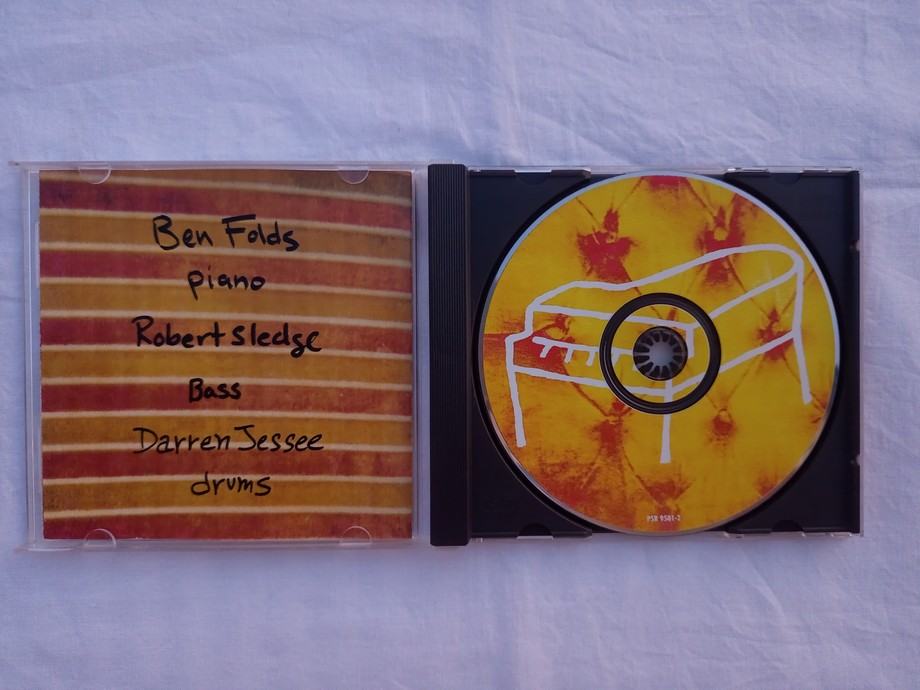 Ben Folds
piano
Robert Sledge
Bass
Darren Jessee
drums
PSR 9501-2